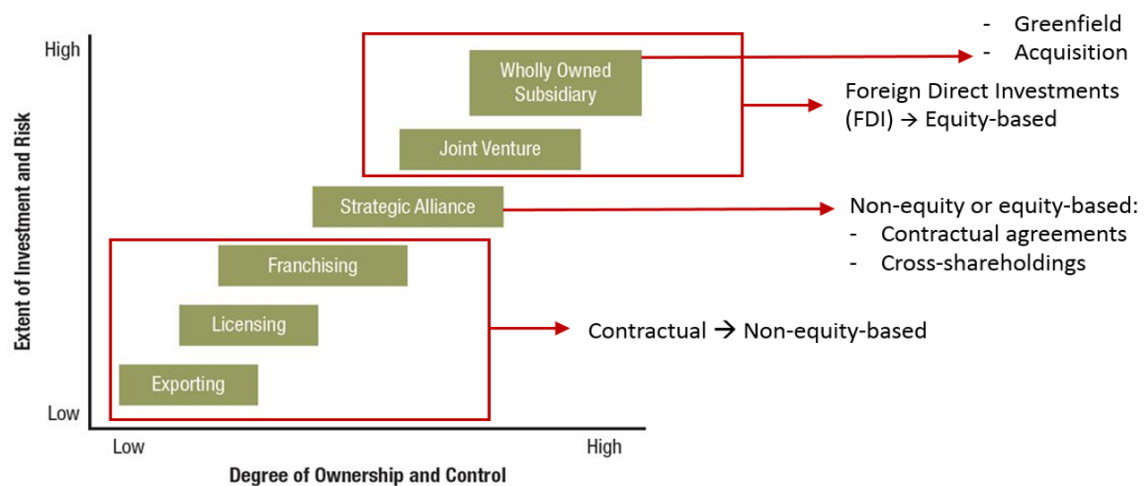 - Greenfield
- Acquisition
High
Wholly Owned
Subsidiary
Foreign Direct Investments
(FDI) → Equity-based
Joint Venture
Strategic Alliance
Non-equity or equity-based:
- Contractual agreements
- Cross-shareholdings
Franchising
Licensing
Contractual → Non-equity-based
Exporting
Low
Extent of Investment and Risk
Low
High
Degree of Ownership and Control